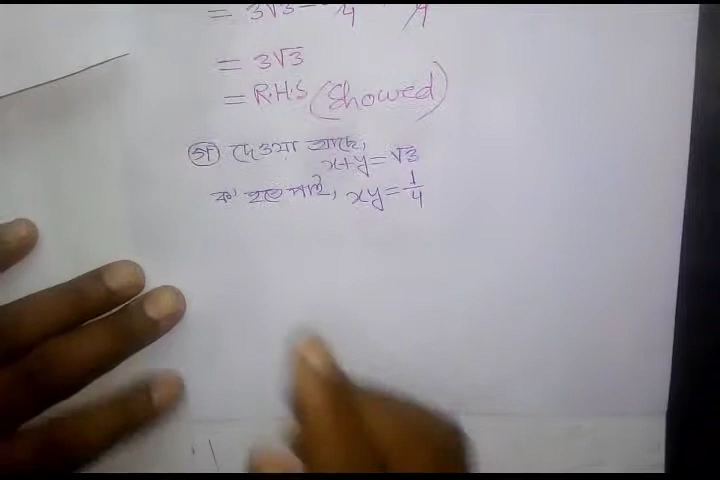 = 3√3
= R.H.S (Showed)
গ) দেওয়া আছে,
x+y = √3
ক' হতে পাই, xy = 1/4